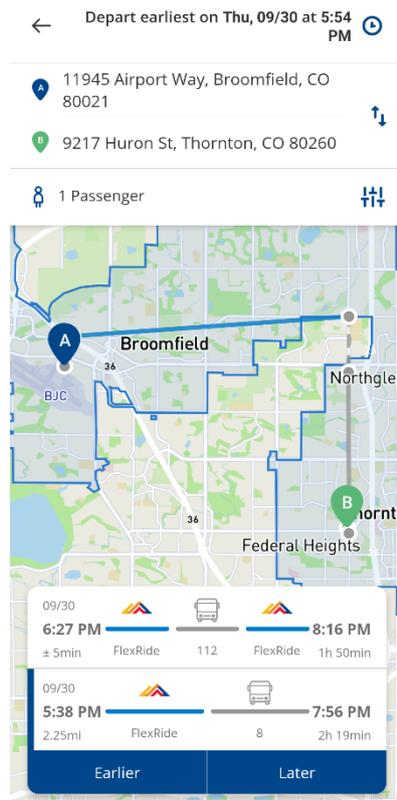 Depart earliest on Thu, 09/30 at 5:54
PM
A
11945 Airport Way, Broomfield, CO
80021
B
9217 Huron St, Thornton, CO 80260
1 Passenger
A
Broomfield
36
BJC
Northgle
36
B
hornt
Federal Heights
09/30
6:27 PM
8:16 PM
± 5min
FlexRide
112
FlexRide
1h 50min
09/30
5:38 PM
7:56 PM
2.25mi
FlexRide
8
2h 19min
Earlier
Later